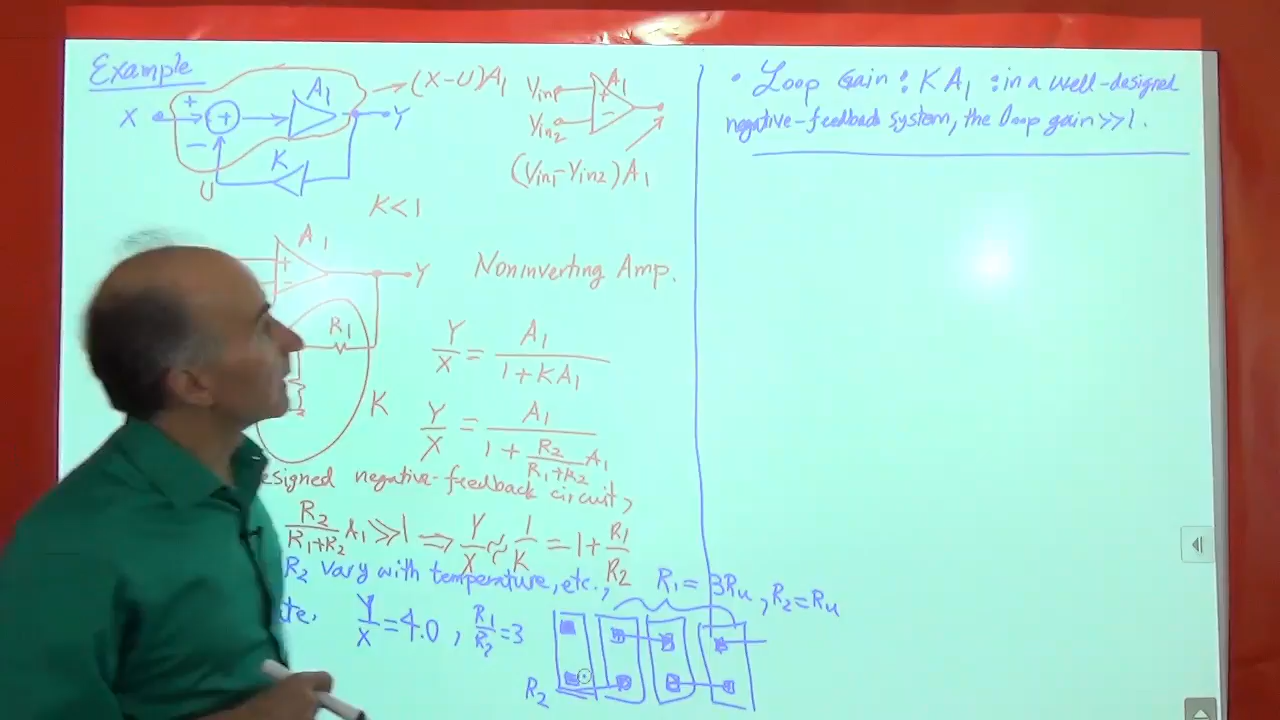 Example
X + + − A1 Y K U
→ (X−U)A1
Vin1 Vin2 + − A1
(Vin1−Vin2)A1
K<1
+ − A1 Y R1 K
Noninverting Amp.
Y/X = A1/(1+KA1)
Y/X = A1/(1+ R2/(R1+R2) A1)
esigned negative-feedback circuit,
R2/(R1+R2) A1 ≫1 ⇒ Y/X ≈ 1/K = 1+ R1/R2
R2 vary with temperature, etc.,
Y/X = 4.0 , R1/R2 = 3
R1 = 3Ru , R2 = Ru
R2
• Loop Gain : KA1 : in a well-designed
negative-feedback system, the loop gain ≫1.